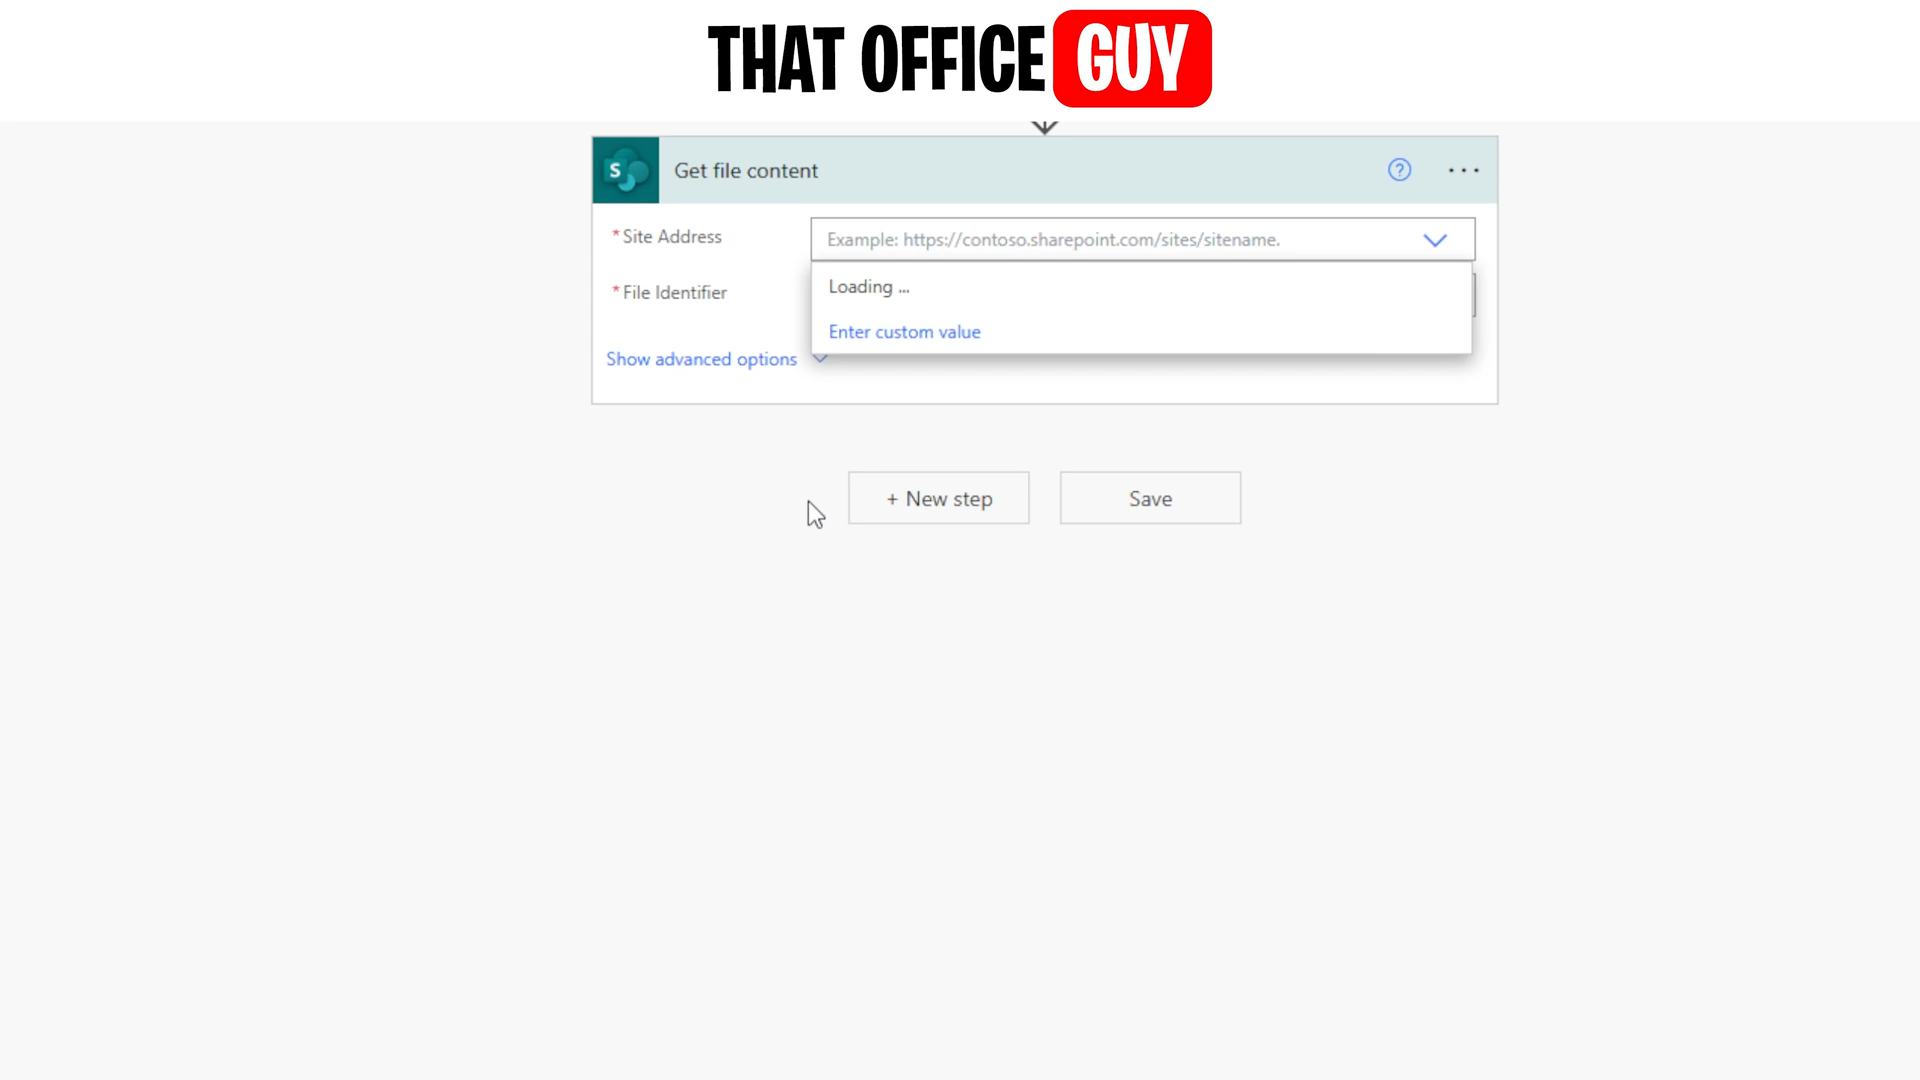 THAT OFFICE GUY
S
Get file content
?
* Site Address
Example: https://contoso.sharepoint.com/sites/sitename.
Loading ...
* File Identifier
Enter custom value
Show advanced options
+ New step
Save